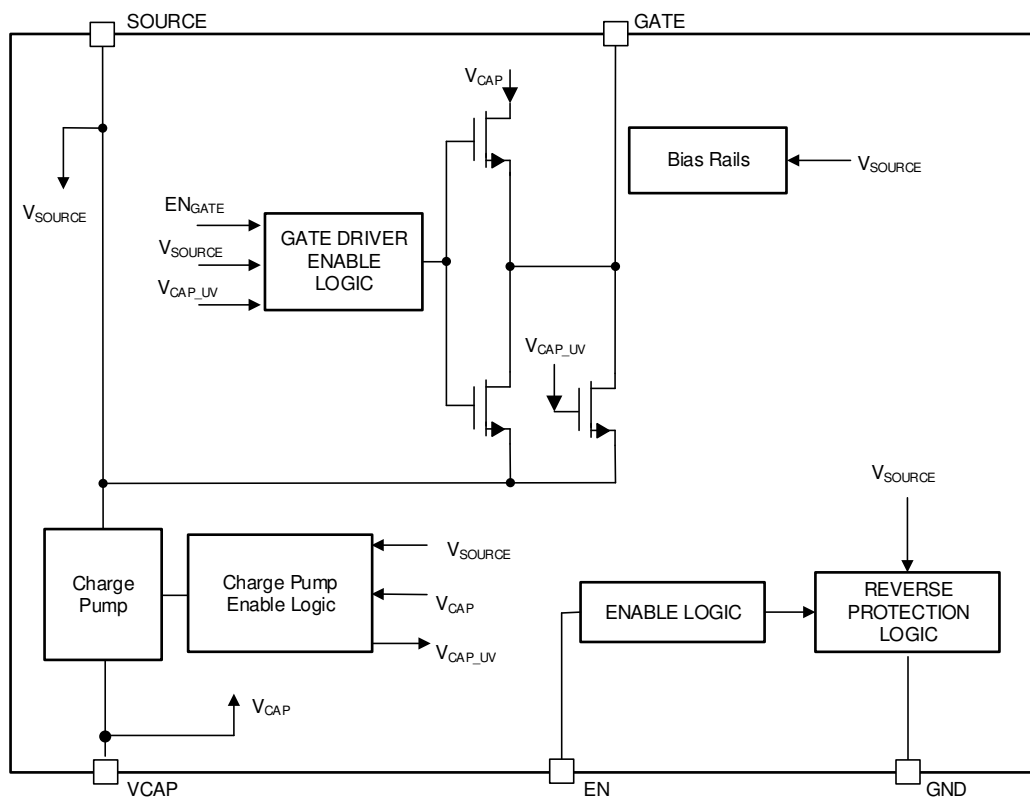 SOURCE
GATE
VCAP
Bias Rails
VSOURCE
VSOURCE
ENGATE
VSOURCE
VCAP_UV
GATE DRIVER
ENABLE
LOGIC
VCAP_UV
VSOURCE
Charge
Pump
Charge Pump
Enable Logic
VSOURCE
VCAP
VCAP_UV
ENABLE LOGIC
REVERSE
PROTECTION
LOGIC
VCAP
VCAP
EN
GND